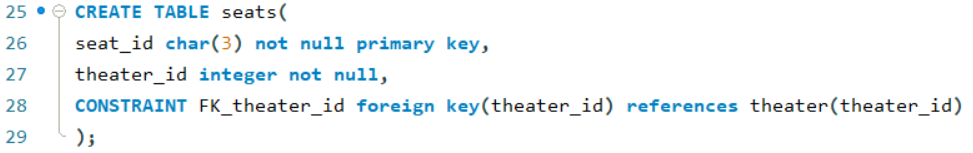 25 CREATE TABLE seats(
26 seat_id char(3) not null primary key,
27 theater_id integer not null,
28 CONSTRAINT FK_theater_id foreign key(theater_id) references theater(theater_id)
29 );